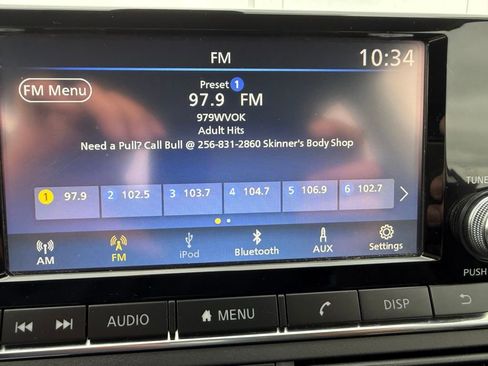 FM
10:34
FM Menu
Preset 1
97.9 FM
979WVOK
Adult Hits
Need a Pull? Call Bull @ 256-831-2860 Skinner's Body Shop
1 97.9 2 102.5 3 103.7 4 104.7 5 106.9 6 102.7
AM FM iPod Bluetooth AUX Settings
TUNE
PUSH
AUDIO MENU DISP